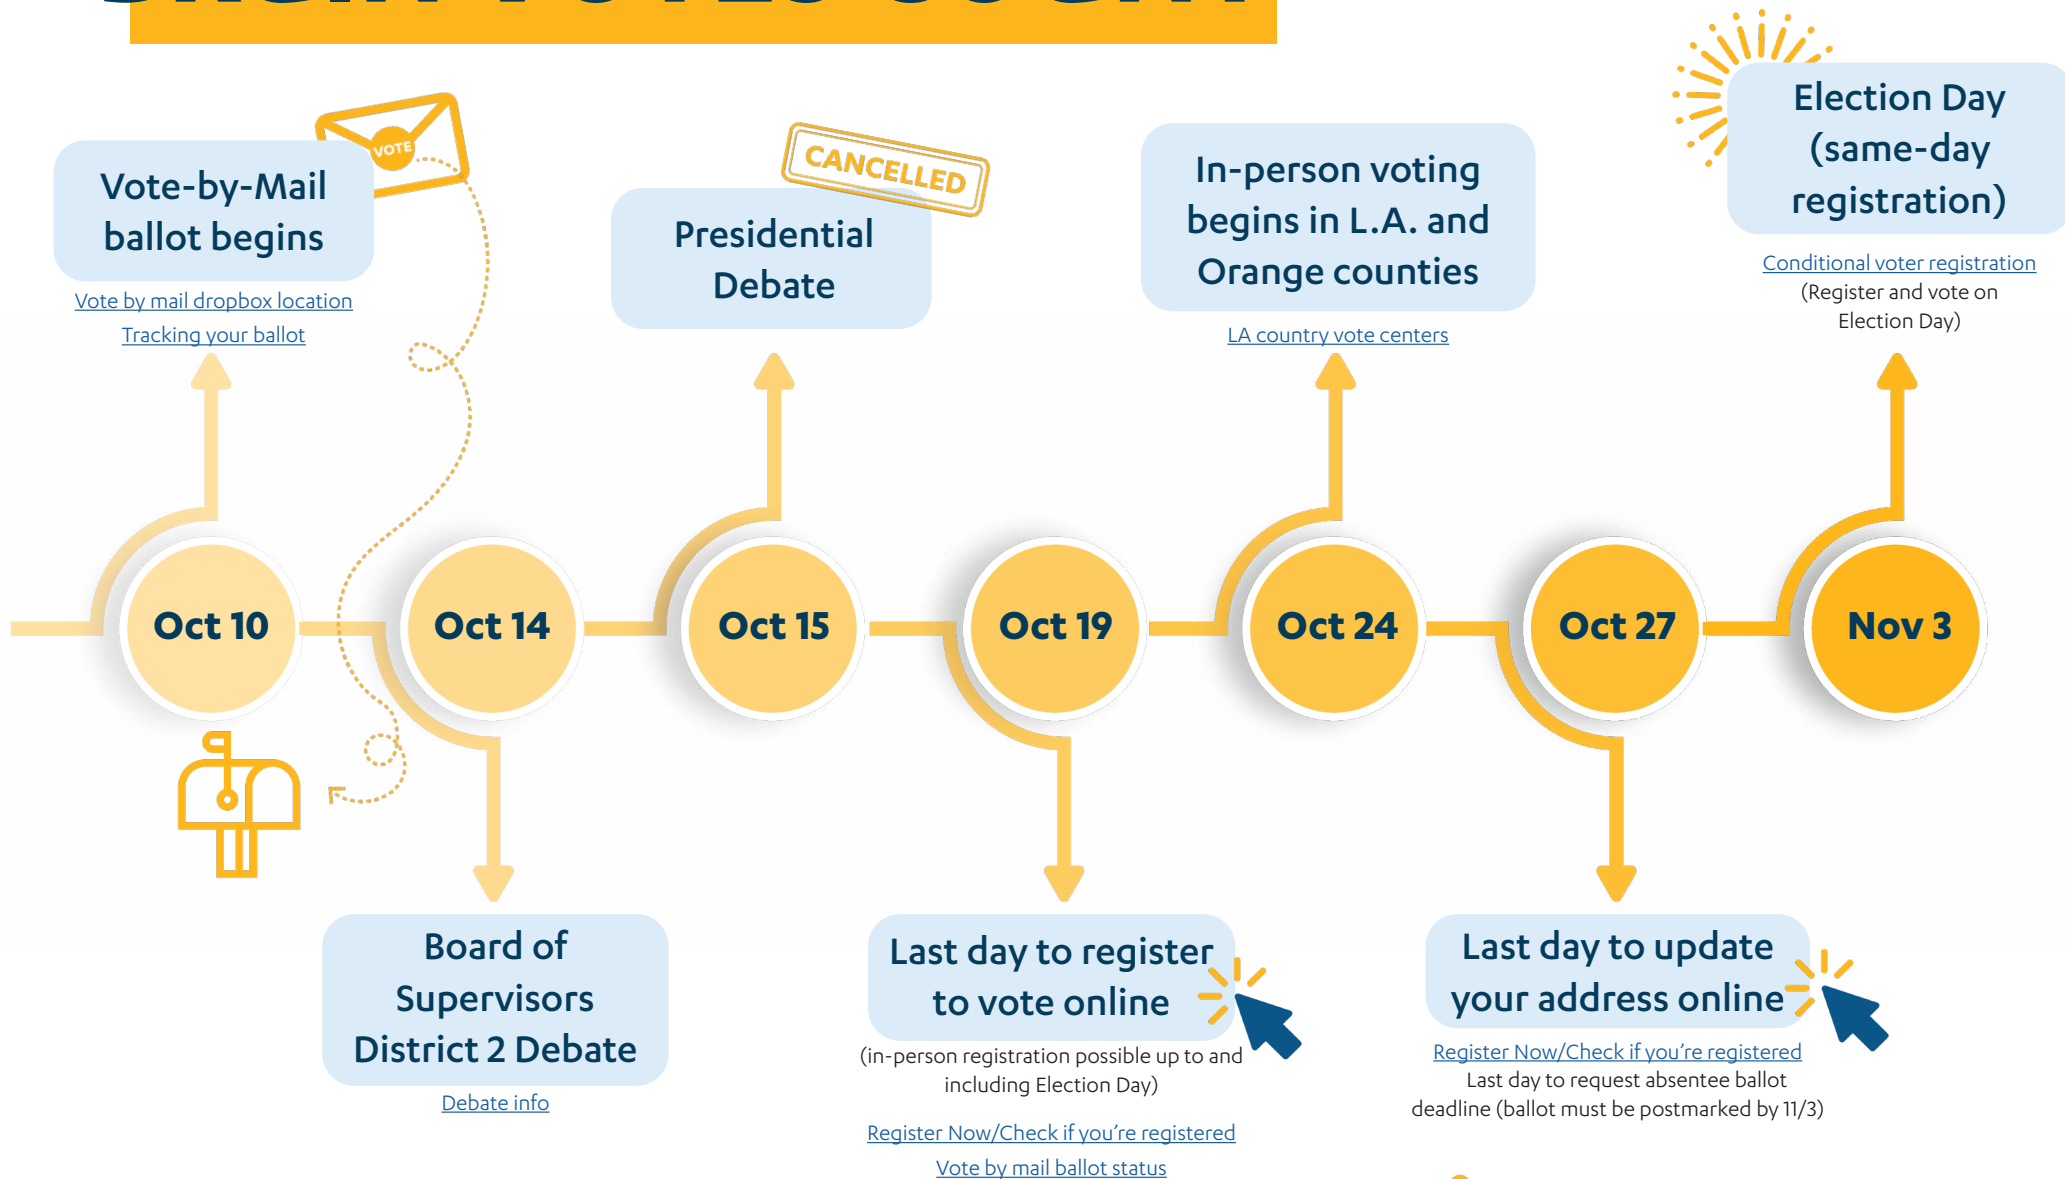 VOTES COUNT
VOTE
Vote-by-Mail
ballot begins
Vote by mail dropbox location
Tracking your ballot
CANCELLED
Presidential
Debate
In-person voting
begins in L.A. and
Orange counties
LA country vote centers
Election Day
(same-day
registration)
Conditional voter registration
(Register and vote on
Election Day)
Oct 10
Oct 14
Oct 15
Oct 19
Oct 24
Oct 27
Nov 3
Board of
Supervisors
District 2 Debate
Debate info
Last day to register
to vote online
(in-person registration possible up to and
including Election Day)
Register Now/Check if you're registered
Vote by mail ballot status
Last day to update
your address online
Register Now/Check if you're registered
Last day to request absentee ballot
deadline (ballot must be postmarked by 11/3)